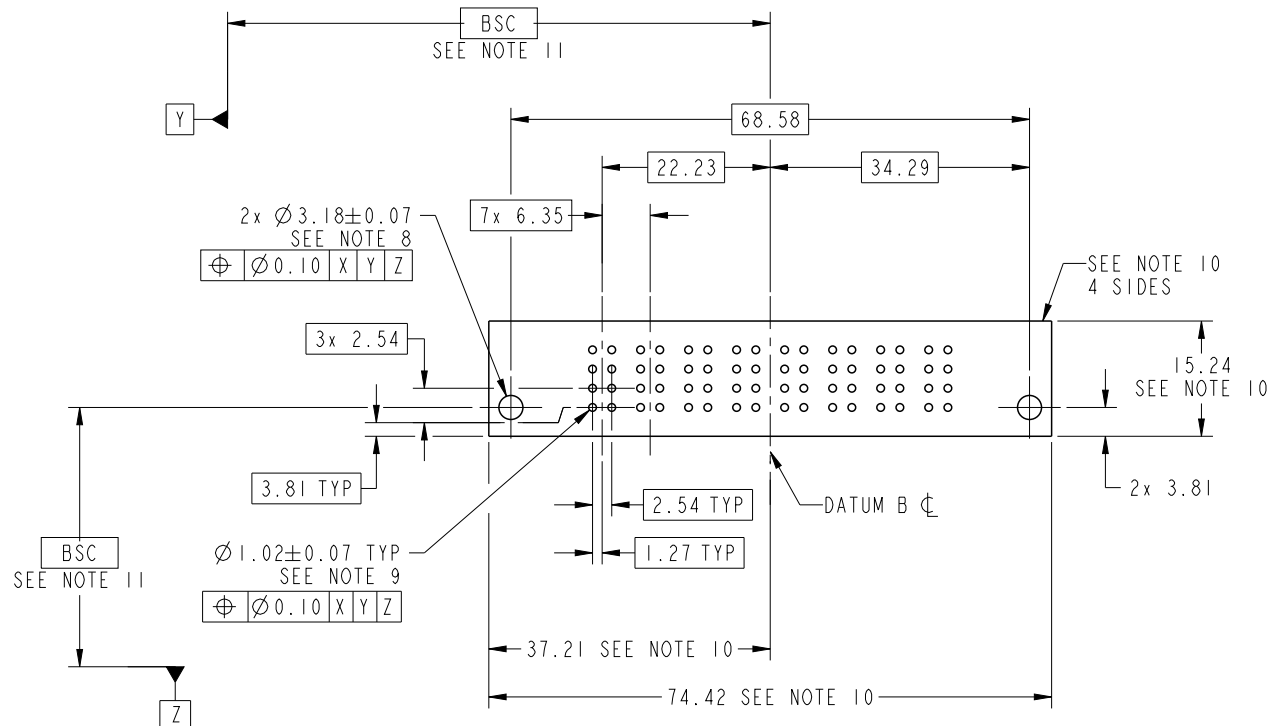 BSC
SEE NOTE 11
Y
68.58
22.23
34.29
7x 6.35
2x Ø3.18±0.07
SEE NOTE 8
⌖ Ø0.10 X Y Z
SEE NOTE 10
4 SIDES
3x 2.54
15.24
SEE NOTE 10
3.81 TYP
2.54 TYP
2x 3.81
DATUM B ℄
BSC
SEE NOTE 11
Ø1.02±0.07 TYP
SEE NOTE 9
⌖ Ø0.10 X Y Z
1.27 TYP
37.21 SEE NOTE 10
74.42 SEE NOTE 10
Z